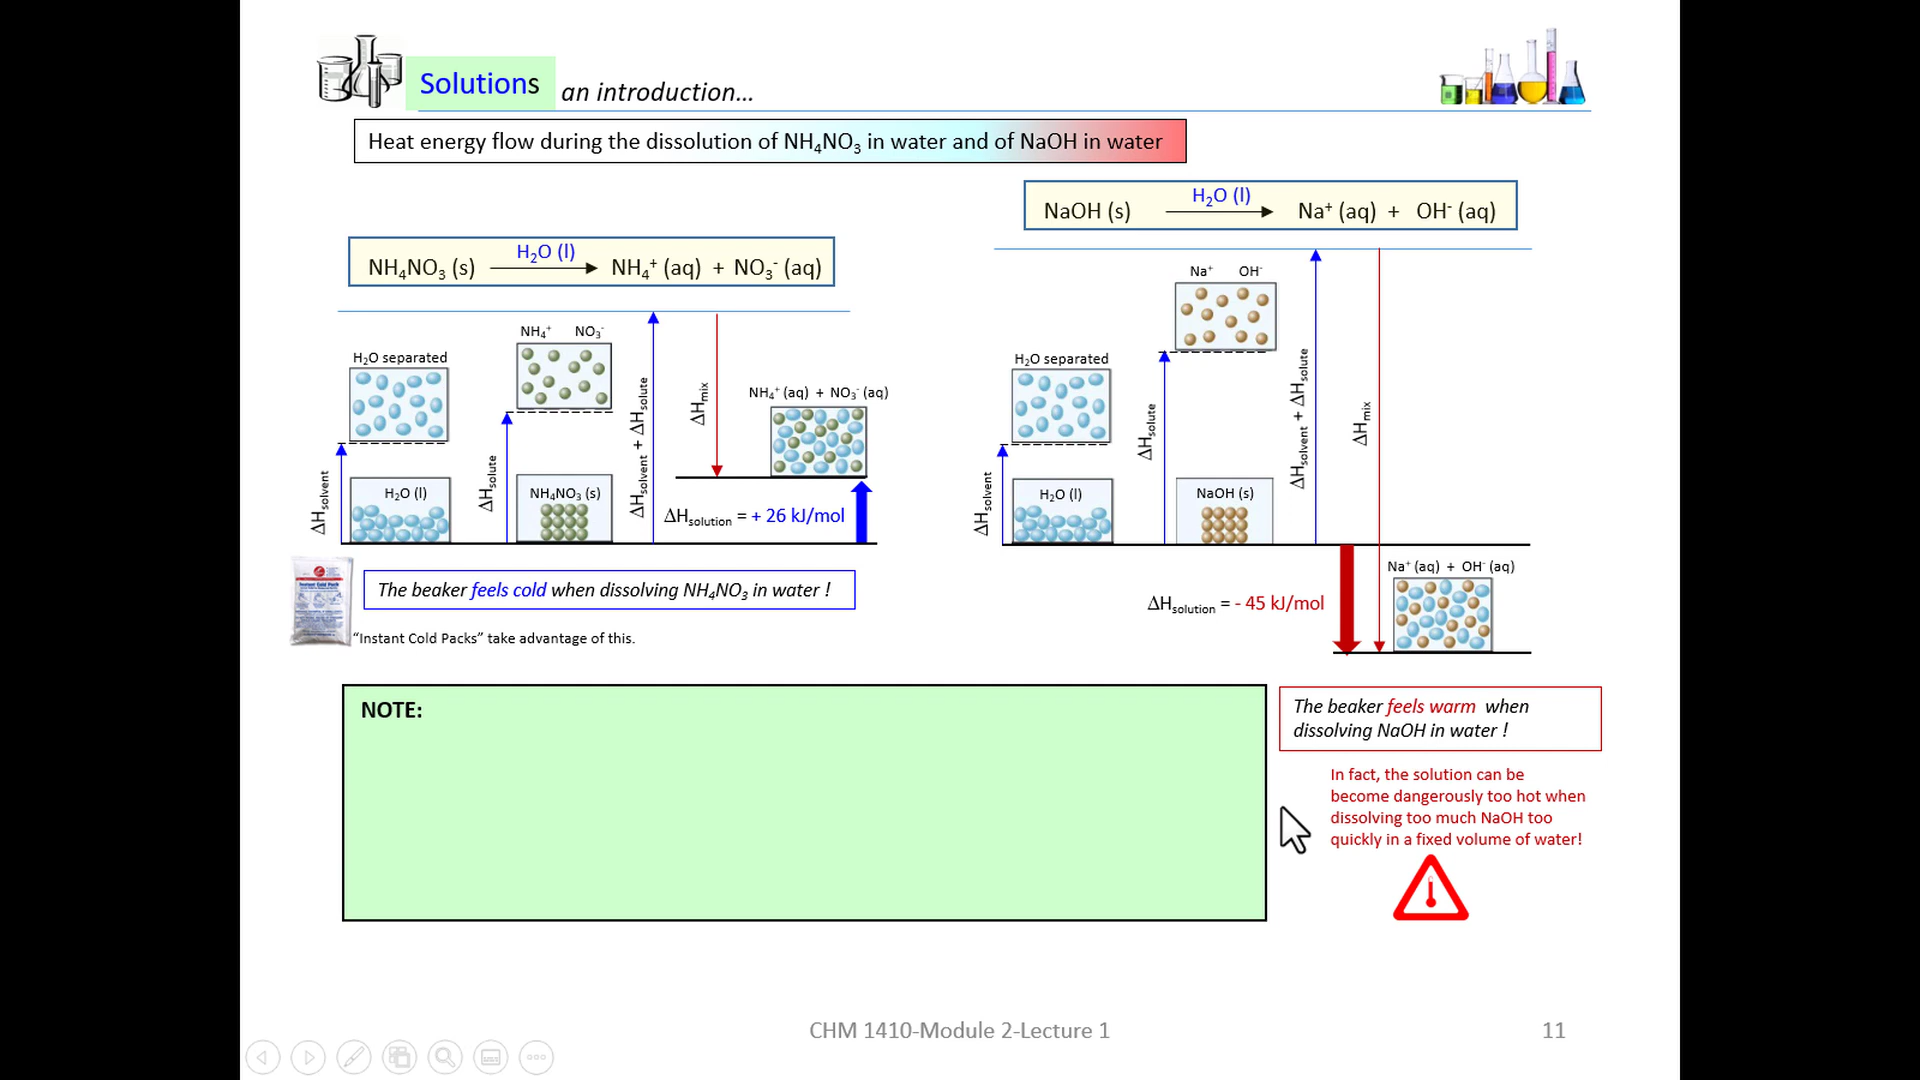 Solutions an introduction...
Heat energy flow during the dissolution of NH₄NO₃ in water and of NaOH in water
H₂O (l)
NaOH (s) ⟶ Na⁺ (aq) + OH⁻ (aq)
H₂O (l)
NH₄NO₃ (s) ⟶ NH₄⁺ (aq) + NO₃⁻ (aq)
NH₄⁺ NO₃⁻
H₂O separated
ΔHsolvent
H₂O (l)
ΔHsolute
NH₄NO₃ (s)
ΔHsolvent + ΔHsolute
ΔHmix
NH₄⁺ (aq) + NO₃⁻ (aq)
ΔHsolution = + 26 kJ/mol
Na⁺ OH⁻
H₂O separated
ΔHsolvent
H₂O (l)
ΔHsolute
NaOH (s)
ΔHsolvent + ΔHsolute
ΔHmix
Na⁺ (aq) + OH⁻ (aq)
ΔHsolution = - 45 kJ/mol
Instant Cold Pack
The beaker feels cold when dissolving NH₄NO₃ in water !
“Instant Cold Packs” take advantage of this.
NOTE:
The beaker feels warm when
dissolving NaOH in water !
In fact, the solution can be
become dangerously too hot when
dissolving too much NaOH too
quickly in a fixed volume of water!
CHM 1410-Module 2-Lecture 1
11